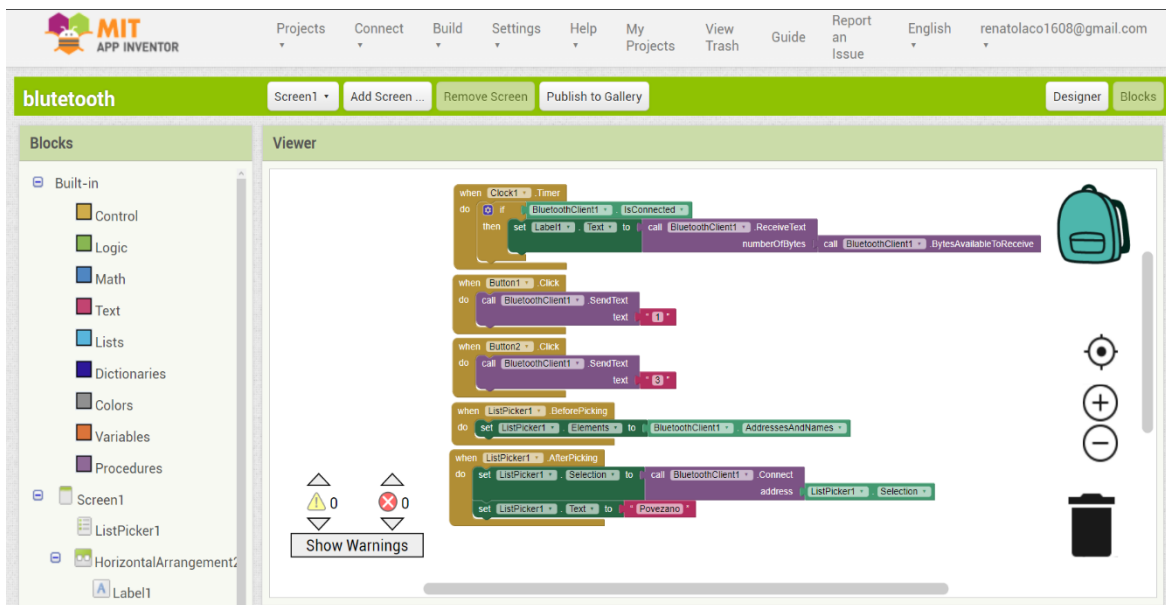 MIT
APP INVENTOR
Projects Connect Build Settings Help My Projects View Trash Guide Report an Issue English renatolaco1608@gmail.com
blutetooth Screen1 Add Screen ... Remove Screen Publish to Gallery Designer Blocks
Blocks Viewer
Built-in
Control
Logic
Math
Text
Lists
Dictionaries
Colors
Variables
Procedures
Screen1
ListPicker1
HorizontalArrangement2
Label1
when Clock1 .Timer
do if BluetoothClient1 . IsConnected
then set Label1 . Text to call BluetoothClient1 .ReceiveText
numberOfBytes call BluetoothClient1 .BytesAvailableToReceive
when Button1 .Click
do call BluetoothClient1 .SendText
text " 1 "
when Button2 .Click
do call BluetoothClient1 .SendText
text " 3 "
when ListPicker1 .BeforePicking
do set ListPicker1 . Elements to BluetoothClient1 . AddressesAndNames
when ListPicker1 .AfterPicking
do set ListPicker1 . Selection to call BluetoothClient1 .Connect
address ListPicker1 . Selection
set ListPicker1 . Text to " Povezano "
0 0
Show Warnings